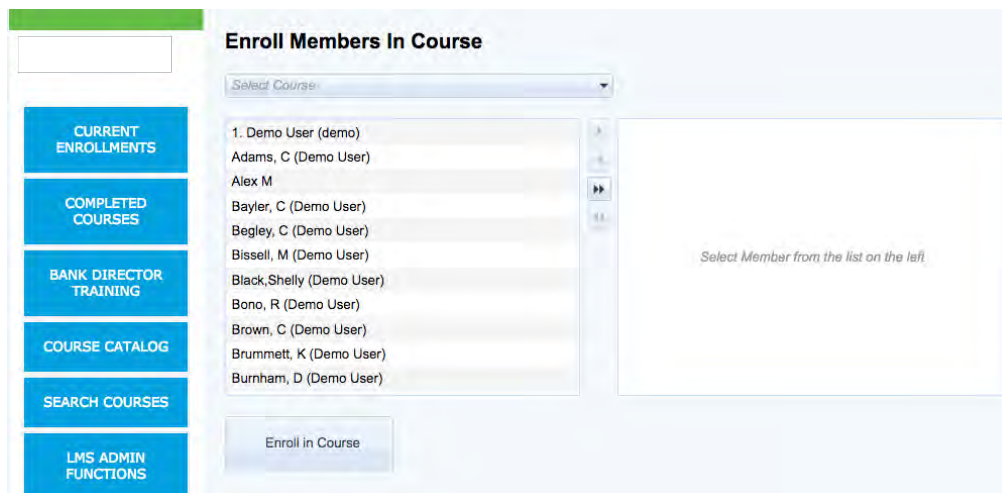 Enroll Members In Course
Select Course
CURRENT
ENROLLMENTS
COMPLETED
COURSES
BANK DIRECTOR
TRAINING
COURSE CATALOG
SEARCH COURSES
LMS ADMIN
FUNCTIONS
1. Demo User (demo)
Adams, C (Demo User)
Alex M
Bayler, C (Demo User)
Begley, C (Demo User)
Bissell, M (Demo User)
Black,Shelly (Demo User)
Bono, R (Demo User)
Brown, C (Demo User)
Brummett, K (Demo User)
Burnham, D (Demo User)
Select Member from the list on the left
Enroll in Course